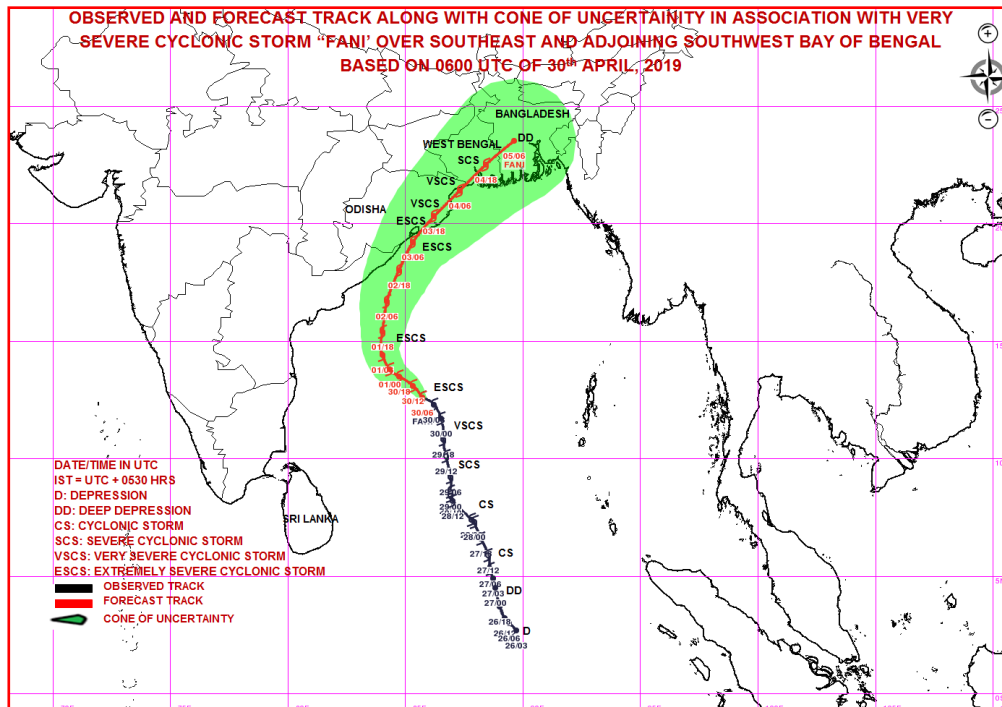 OBSERVED AND FORECAST TRACK ALONG WITH CONE OF UNCERTAINITY IN ASSOCIATION WITH VERY
SEVERE CYCLONIC STORM “FANI’ OVER SOUTHEAST AND ADJOINING SOUTHWEST BAY OF BENGAL
BASED ON 0600 UTC OF 30th APRIL, 2019
BANGLADESH
DD
WEST BENGAL
05/06
FANI
SCS
04/18
VSCS
04/06
VSCS
ODISHA
03/18
ESCS
ESCS
03/06
02/18
02/06
ESCS
01/18
01/00
30/18
ESCS
30/12
30/06
VSCS
30/00
29/18
SCS
29/12
29/06
29/00
28/12
CS
28/00
CS
27/12
27/06
27/03
DD
27/00
26/18
D
26/06
26/03
SRI LANKA
DATE/TIME IN UTC
IST = UTC + 0530 HRS
D: DEPRESSION
DD: DEEP DEPRESSION
CS: CYCLONIC STORM
SCS: SEVERE CYCLONIC STORM
VSCS: VERY SEVERE CYCLONIC STORM
ESCS: EXTREMELY SEVERE CYCLONIC STORM
OBSERVED TRACK
FORECAST TRACK
CONE OF UNCERTAINTY